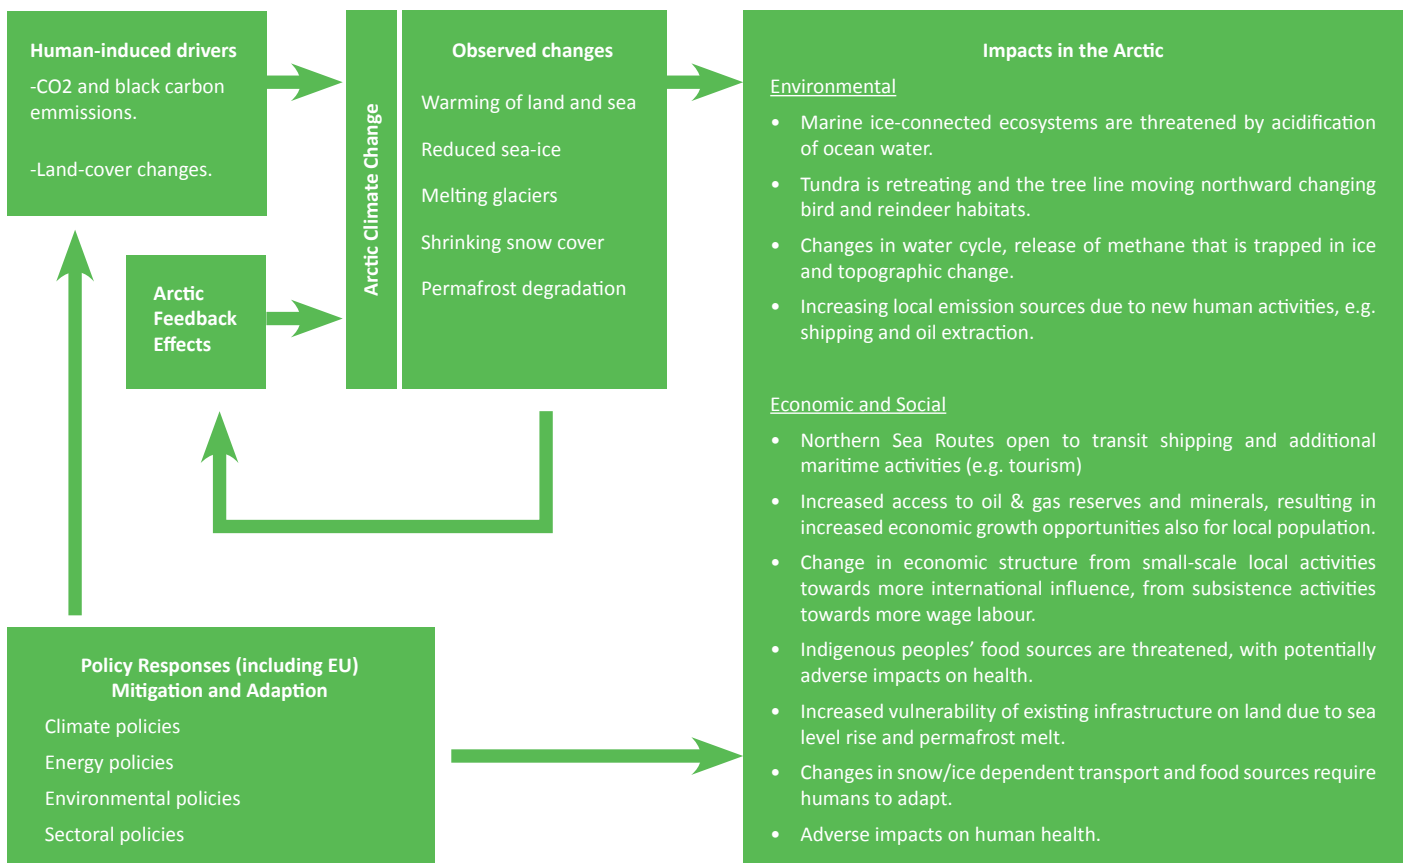 Human-induced drivers
-CO2 and black carbon
emmissions.
-Land-cover changes.
Arctic
Feedback
Effects
Arctic Climate Change
Observed changes
Warming of land and sea
Reduced sea-ice
Melting glaciers
Shrinking snow cover
Permafrost degradation
Policy Responses (including EU)
Mitigation and Adaption
Climate policies
Energy policies
Environmental policies
Sectoral policies
Impacts in the Arctic
Environmental
• Marine ice-connected ecosystems are threatened by acidification
of ocean water.
• Tundra is retreating and the tree line moving northward changing
bird and reindeer habitats.
• Changes in water cycle, release of methane that is trapped in ice
and topographic change.
• Increasing local emission sources due to new human activities, e.g.
shipping and oil extraction.
Economic and Social
• Northern Sea Routes open to transit shipping and additional
maritime activities (e.g. tourism)
• Increased access to oil & gas reserves and minerals, resulting in
increased economic growth opportunities also for local population.
• Change in economic structure from small-scale local activities
towards more international influence, from subsistence activities
towards more wage labour.
• Indigenous peoples’ food sources are threatened, with potentially
adverse impacts on health.
• Increased vulnerability of existing infrastructure on land due to sea
level rise and permafrost melt.
• Changes in snow/ice dependent transport and food sources require
humans to adapt.
• Adverse impacts on human health.